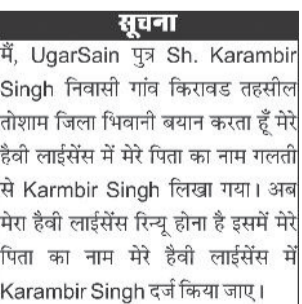 सूचना
मैं, UgarSain पुत्र Sh. Karambir
Singh निवासी गांव किरावड तहसील
तोशाम जिला भिवानी बयान करता हूँ मेरे
हैवी लाईसेंस में मेरे पिता का नाम गलती
से Karmbir Singh लिखा गया। अब
मेरा हैवी लाईसेंस रिन्यू होना है इसमें मेरे
पिता का नाम मेरे हैवी लाईसेंस में
Karambir Singh दर्ज किया जाए।